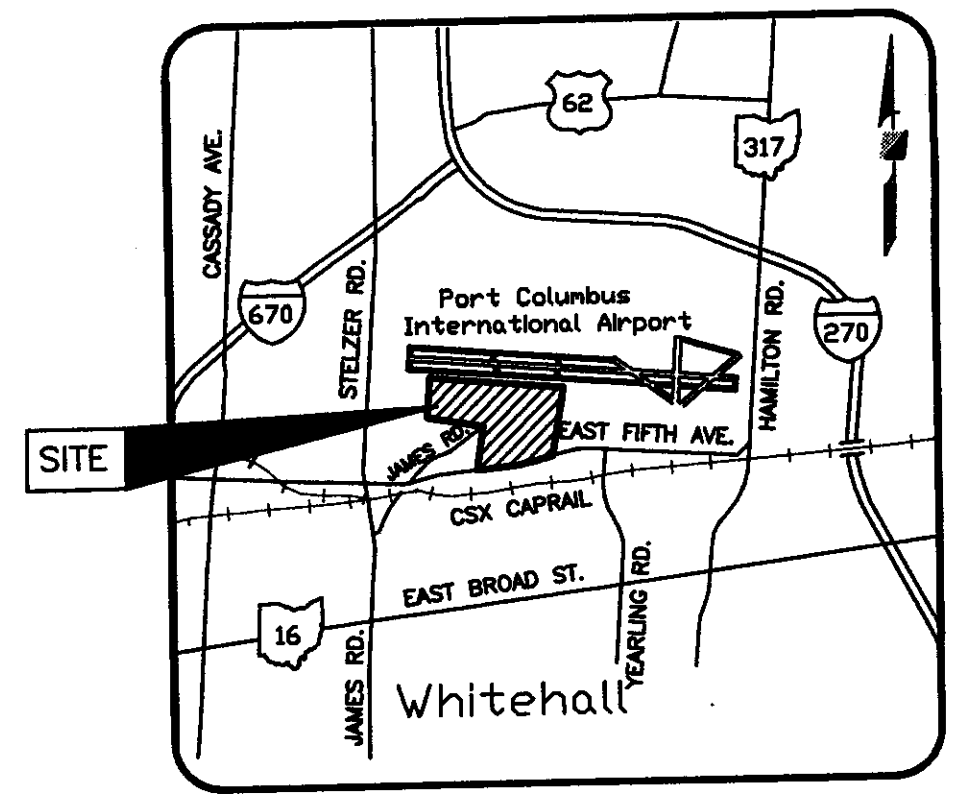 62
317
CASSADY AVE.
670
STELZER RD.
Port Columbus
International Airport
HAMILTON RD.
270
SITE
JAMES RD.
EAST FIFTH AVE.
CSX CAPRAIL
EAST BROAD ST.
YEARLING RD.
16
JAMES RD.
Whitehall